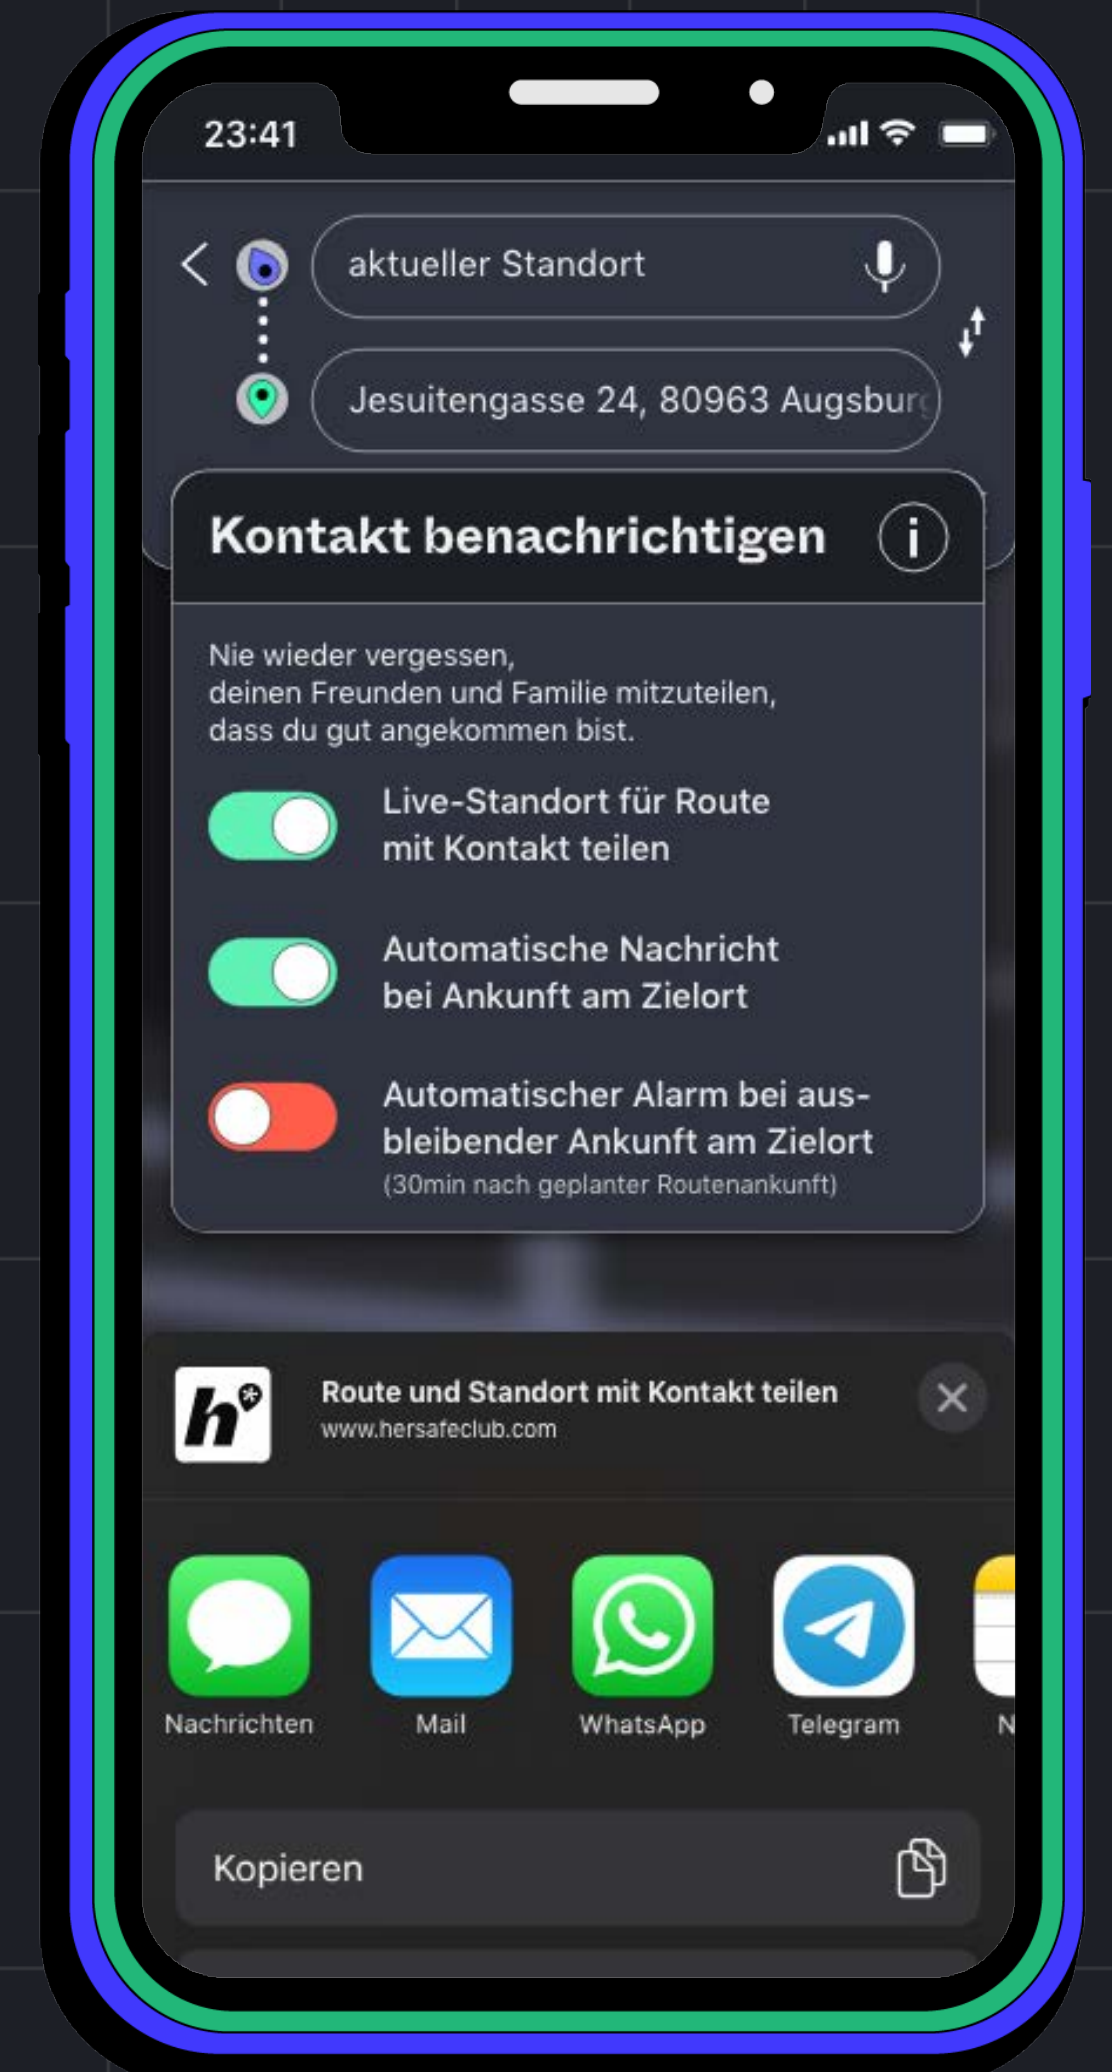 23:41
aktueller Standort
Jesuitengasse 24, 80963 Augsburg
Kontakt benachrichtigen
i
Nie wieder vergessen,
deinen Freunden und Familie mitzuteilen,
dass du gut angekommen bist.
Live-Standort für Route
mit Kontakt teilen
Automatische Nachricht
bei Ankunft am Zielort
Automatischer Alarm bei aus-
bleibender Ankunft am Zielort
(30min nach geplanter Routenankunft)
h
Route und Standort mit Kontakt teilen
www.hersafeclub.com
Nachrichten Mail WhatsApp Telegram
Kopieren